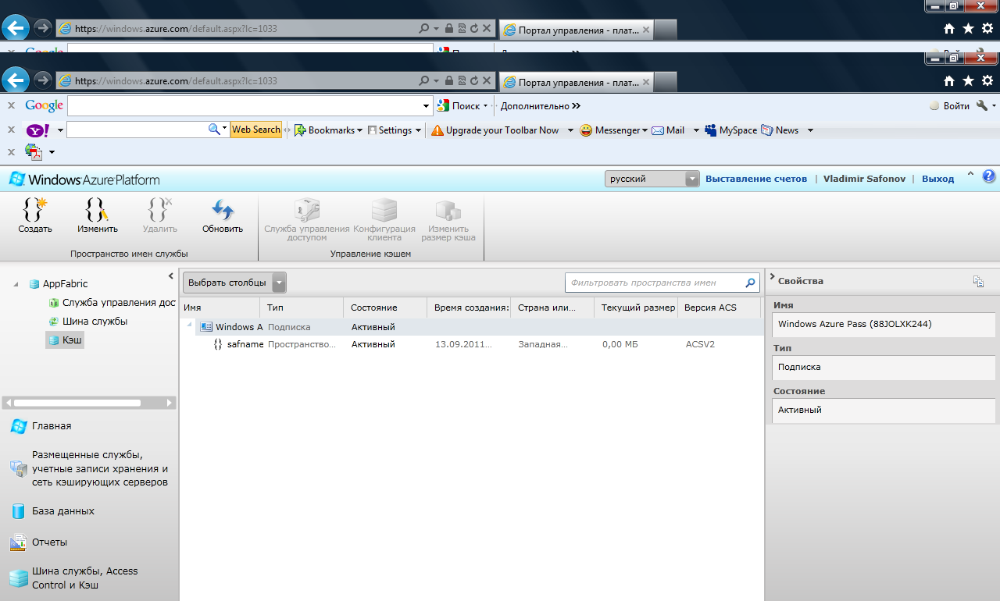 https://windows.azure.com/default.aspx?lc=1033
Портал управления - плат...
https://windows.azure.com/default.aspx?lc=1033
Портал управления - плат...
x Google Поиск Дополнительно » Войти
x Y! Web Search Bookmarks Settings Upgrade your Toolbar Now Messenger Mail MySpace News
x
Windows Azure Platform русский Выставление счетов | Vladimir Safonov | Выход
Создать Изменить Удалить Обновить Служба управления доступом Конфигурация клиента Изменить размер кэша
Пространство имен службы Управление кэшем
AppFabric
Служба управления дос
Шина службы
Кэш
Главная
Размещенные службы,
учетные записи хранения и
сеть кэширующих серверов
База данных
Отчеты
Шина службы, Access
Control и Кэш
Выбрать столбцы Фильтровать пространства имен
Имя Тип Состояние Время создания: Страна или... Текущий размер Версия ACS
Windows A Подписка Активный
{} safname Пространство... Активный 13.09.2011... Западная... 0,00 МБ ACSV2
Свойства
Имя
Windows Azure Pass (88JOLXK244)
Тип
Подписка
Состояние
Активный